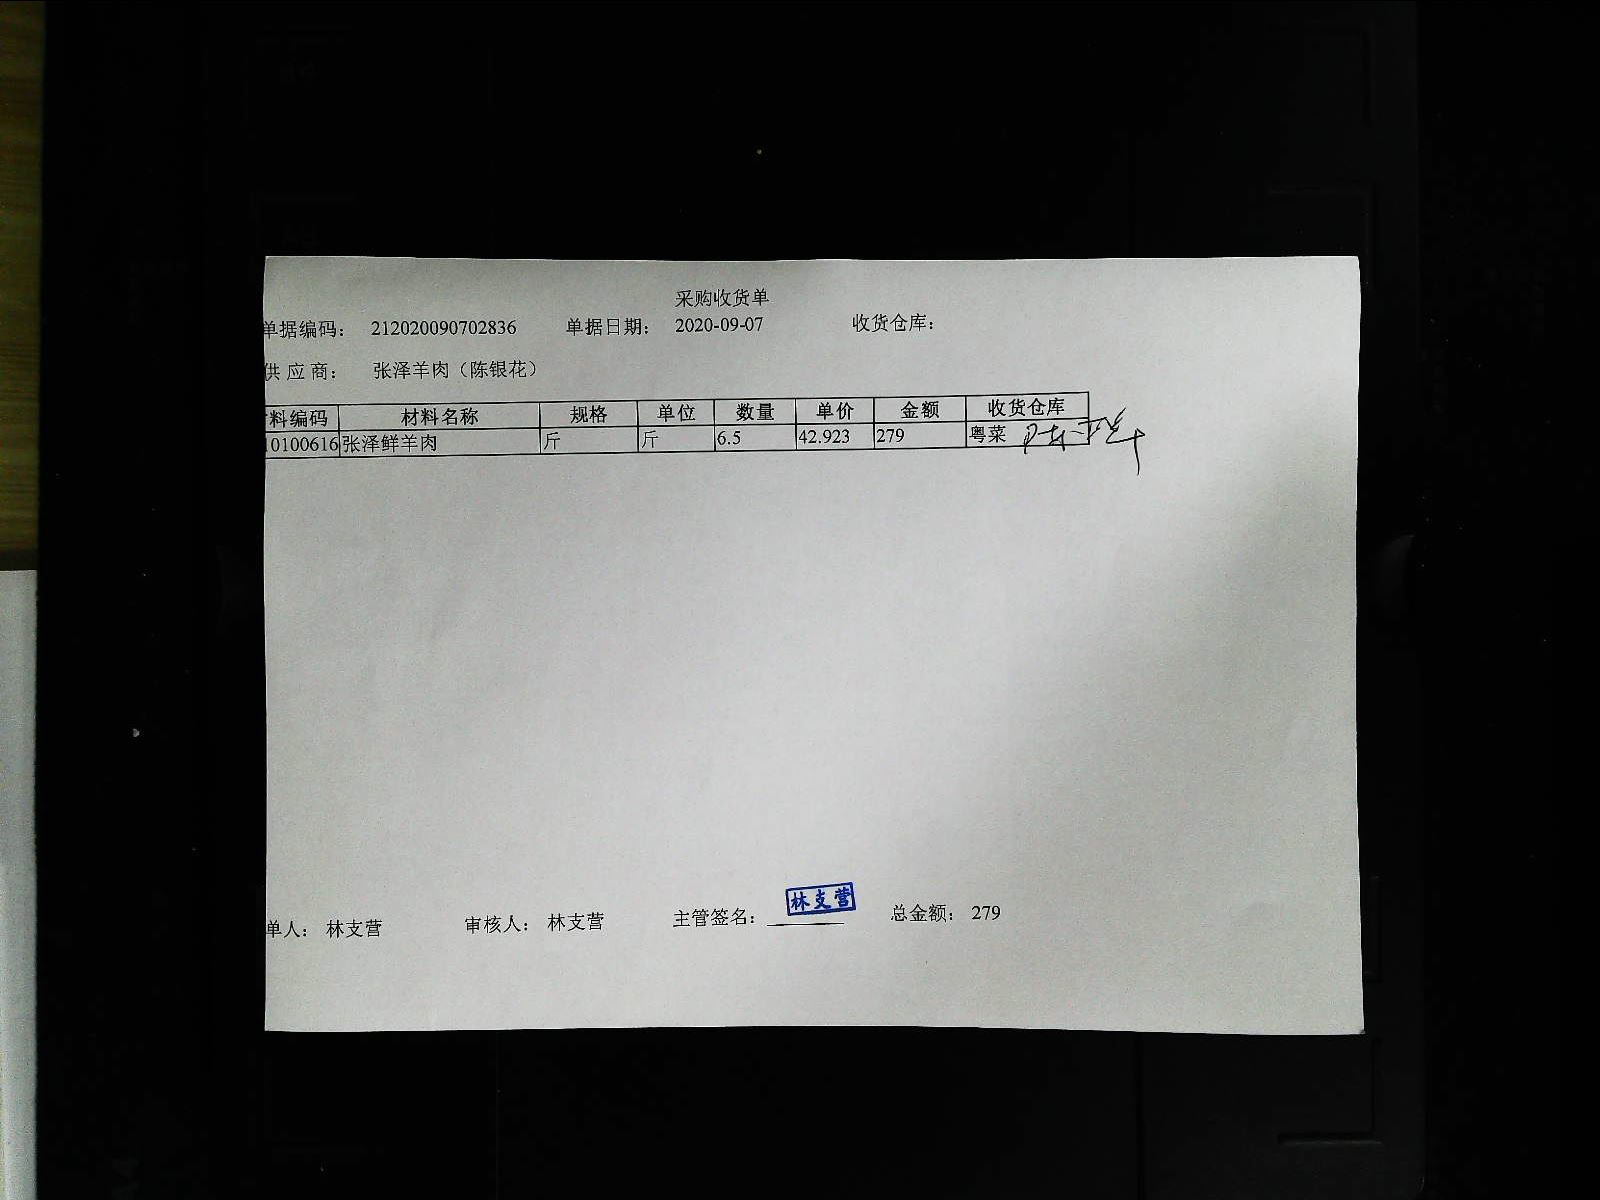 采购收货单
单据编码： 212020090702836 单据日期： 2020-09-07 收货仓库：
供应商： 张泽羊肉（陈银花）
料编码 材料名称 规格 单位 数量 单价 金额 收货仓库
10100616 张泽鲜羊肉 斤 斤 6.5 42.923 279 粤菜
林支营
单人： 林支营 审核人： 林支营 主管签名： 总金额： 279